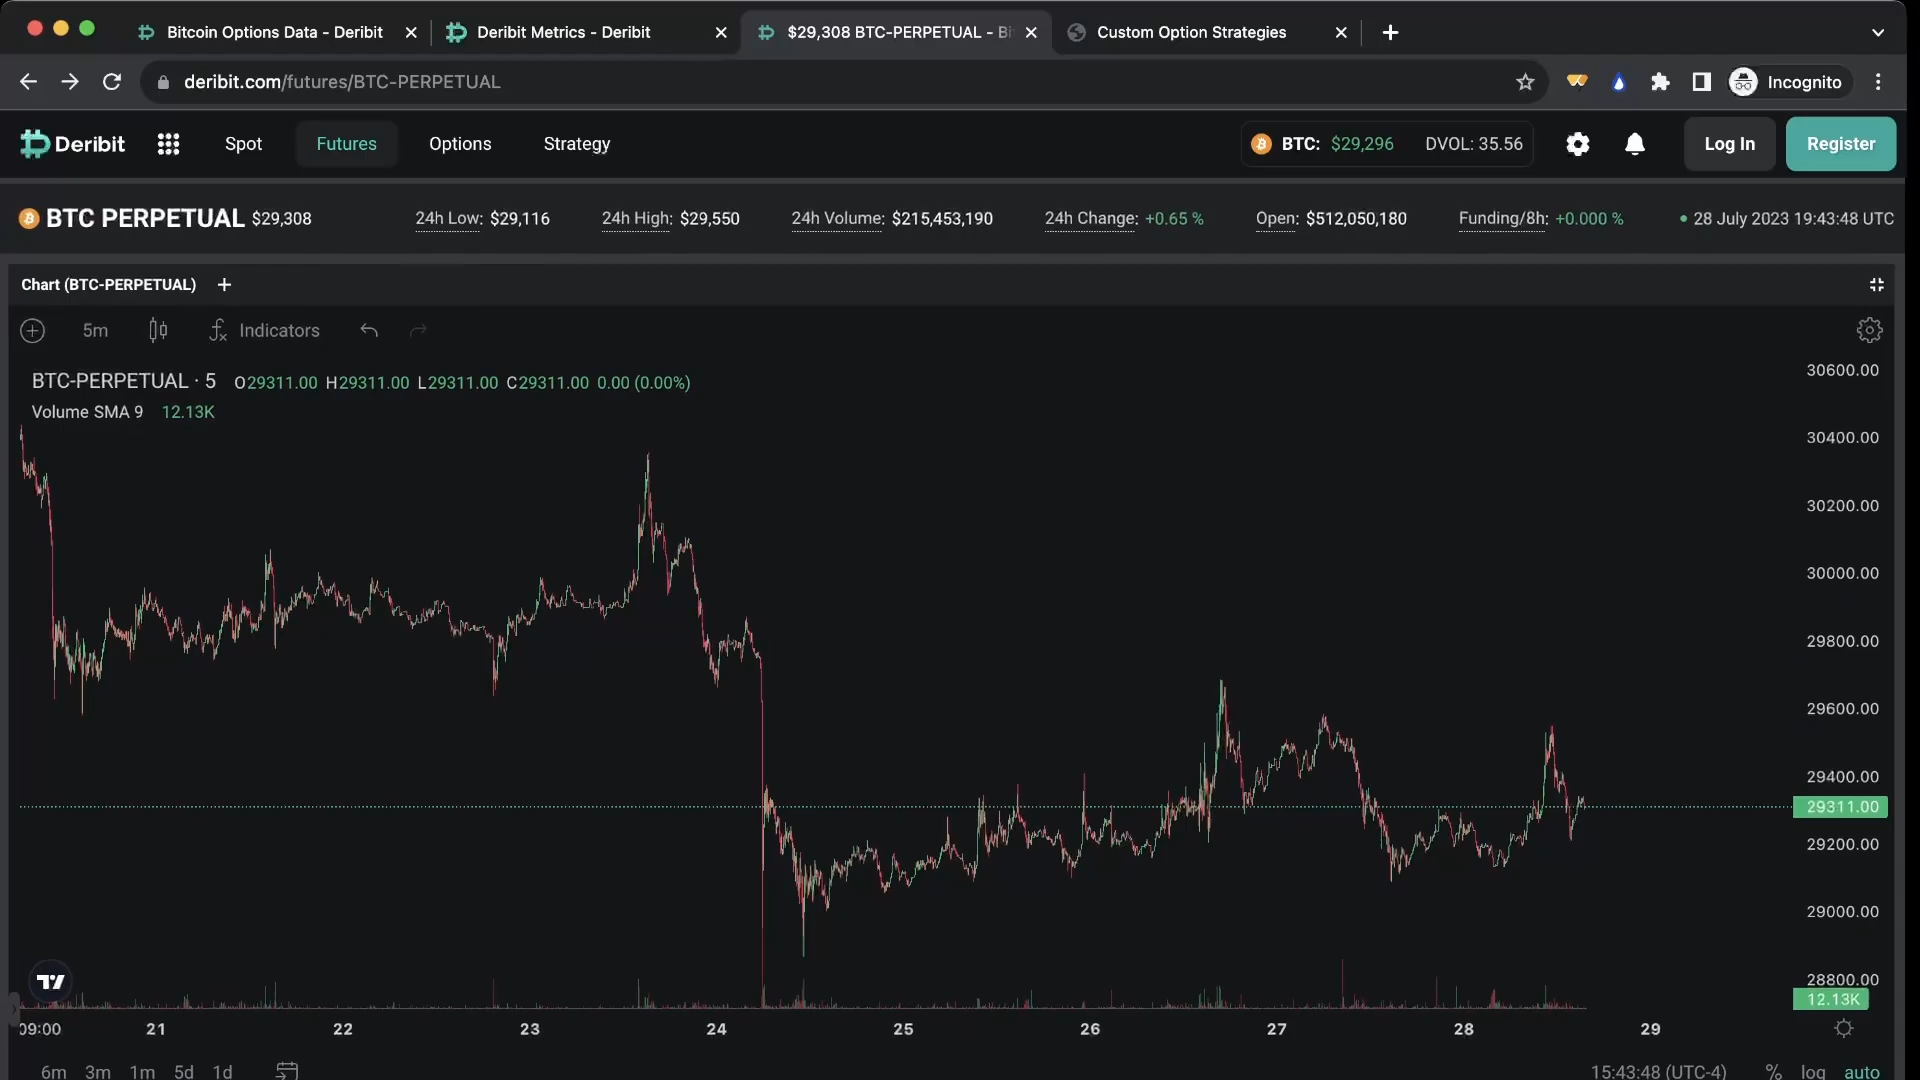 Bitcoin Options Data - Deribit
Deribit Metrics - Deribit
$29,308 BTC-PERPETUAL - Bi
Custom Option Strategies
deribit.com/futures/BTC-PERPETUAL
Incognito
Deribit
Spot
Futures
Options
Strategy
BTC: $29,296
DVOL: 35.56
Log In
Register
BTC PERPETUAL $29,308
24h Low: $29,116
24h High: $29,550
24h Volume: $215,453,190
24h Change: +0.65 %
Open: $512,050,180
Funding/8h: +0.000 %
28 July 2023 19:43:48 UTC
Chart (BTC-PERPETUAL) +
5m
Indicators
BTC-PERPETUAL · 5 O29311.00 H29311.00 L29311.00 C29311.00 0.00 (0.00%)
Volume SMA 9 12.13K
30600.00
30400.00
30200.00
30000.00
29800.00
29600.00
29400.00
29311.00
29200.00
29000.00
28800.00
12.13K
09:00 21 22 23 24 25 26 27 28 29
6m 3m 1m 5d 1d
15:43:48 (UTC-4) % log auto